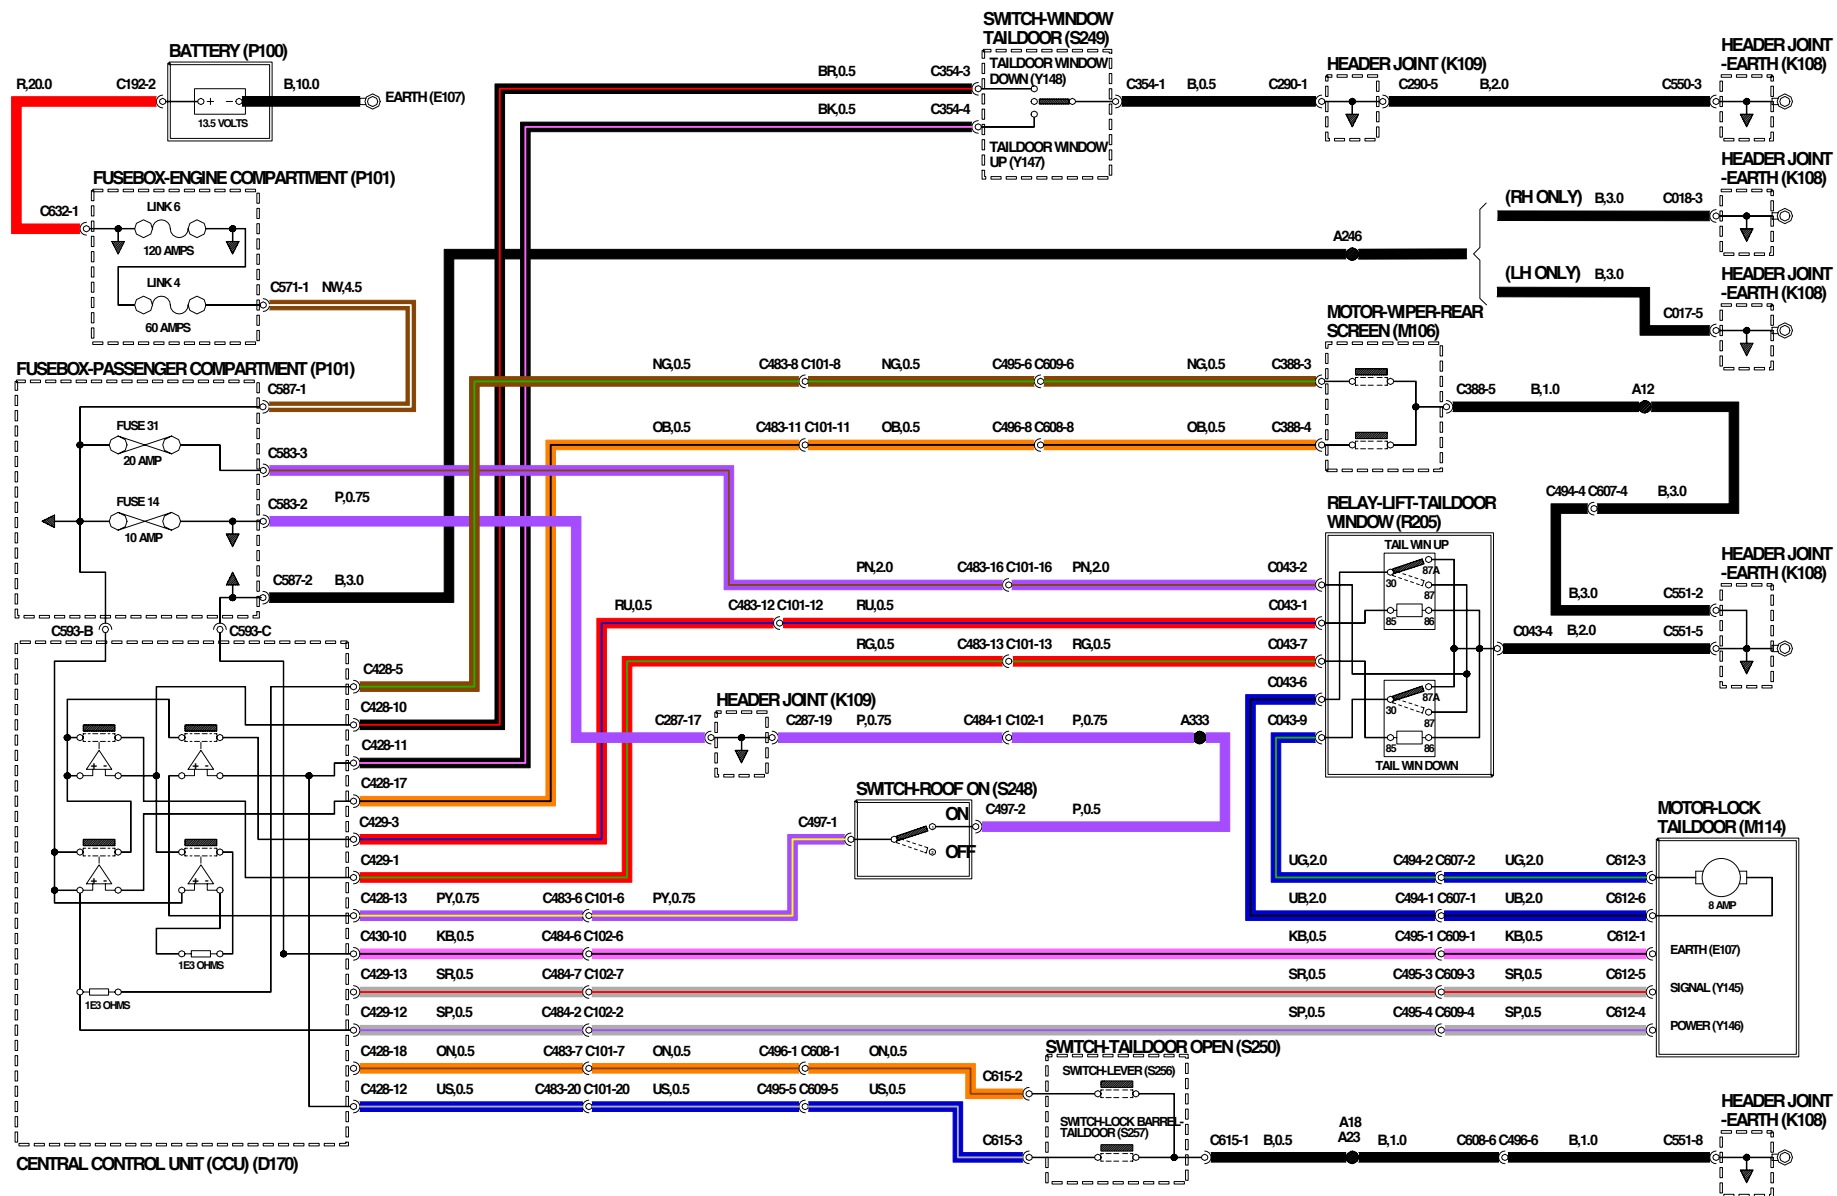 SWITCH-WINDOW
TAILDOOR (S249)
TAILDOOR WINDOW
DOWN (Y148)
TAILDOOR WINDOW
UP (Y147)
BATTERY (P100)
R,20.0
C192-2
+ -
13.5 VOLTS
B,10.0
EARTH (E107)
BR,0.5
C354-3
BK,0.5
C354-4
C354-1
B,0.5
C290-1
HEADER JOINT (K109)
C290-5
B,2.0
C550-3
HEADER JOINT
-EARTH (K108)
HEADER JOINT
-EARTH (K108)
(RH ONLY)
B,3.0
C018-3
FUSEBOX-ENGINE COMPARTMENT (P101)
C632-1
LINK 6
120 AMPS
LINK 4
60 AMPS
C571-1
NW,4.5
A246
(LH ONLY)
B,3.0
C017-5
HEADER JOINT
-EARTH (K108)
MOTOR-WIPER-REAR
SCREEN (M106)
FUSEBOX-PASSENGER COMPARTMENT (P101)
C587-1
FUSE 31
20 AMP
C583-3
FUSE 14
10 AMP
C583-2
P,0.75
C587-2
B,3.0
NG,0.5
C483-8 C101-8
NG,0.5
C495-6 C609-6
NG,0.5
C388-3
OB,0.5
C483-11 C101-11
OB,0.5
C496-8 C608-8
OB,0.5
C388-4
C388-5
B,1.0
A12
C494-4 C607-4
B,3.0
RELAY-LIFT-TAILDOOR
WINDOW (R205)
TAIL WIN UP
30
87A
87
85
86
30
87A
87
85
86
TAIL WIN DOWN
PN,2.0
C483-16 C101-16
PN,2.0
C043-2
RU,0.5
C483-12 C101-12
RU,0.5
C043-1
RG,0.5
C483-13 C101-13
RG,0.5
C043-7
C043-6
C043-9
C043-4
B,2.0
C551-5
B,3.0
C551-2
HEADER JOINT
-EARTH (K108)
C593-B
C593-C
C428-5
C428-10
C428-11
C428-17
C429-3
C429-1
+ -
+ -
+ -
+ -
1E3 OHMS
1E3 OHMS
HEADER JOINT (K109)
C287-17
C287-19
P,0.75
C484-1 C102-1
P,0.75
A333
SWITCH-ROOF ON (S248)
C497-1
ON
OFF
C497-2
P,0.5
MOTOR-LOCK
TAILDOOR (M114)
8 AMP
EARTH (E107)
SIGNAL (Y145)
POWER (Y146)
UG,2.0
C494-2 C607-2
UG,2.0
C612-3
UB,2.0
C494-1 C607-1
UB,2.0
C612-6
C428-13
PY,0.75
C483-6 C101-6
PY,0.75
C430-10
KB,0.5
C484-6 C102-6
KB,0.5
C495-1 C609-1
KB,0.5
C612-1
C429-13
SR,0.5
C484-7 C102-7
SR,0.5
C495-3 C609-3
SR,0.5
C612-5
C429-12
SP,0.5
C484-2 C102-2
SP,0.5
C495-4 C609-4
SP,0.5
C612-4
C428-18
ON,0.5
C483-7 C101-7
ON,0.5
C496-1 C608-1
ON,0.5
C615-2
C428-12
US,0.5
C483-20 C101-20
US,0.5
C495-5 C609-5
US,0.5
C615-3
SWITCH-TAILDOOR OPEN (S250)
SWITCH-LEVER (S256)
SWITCH-LOCK BARREL-
TAILDOOR (S257)
C615-1
B,0.5
A18
A23
B,1.0
C608-6 C496-6
B,1.0
C551-8
HEADER JOINT
-EARTH (K108)
CENTRAL CONTROL UNIT (CCU) (D170)